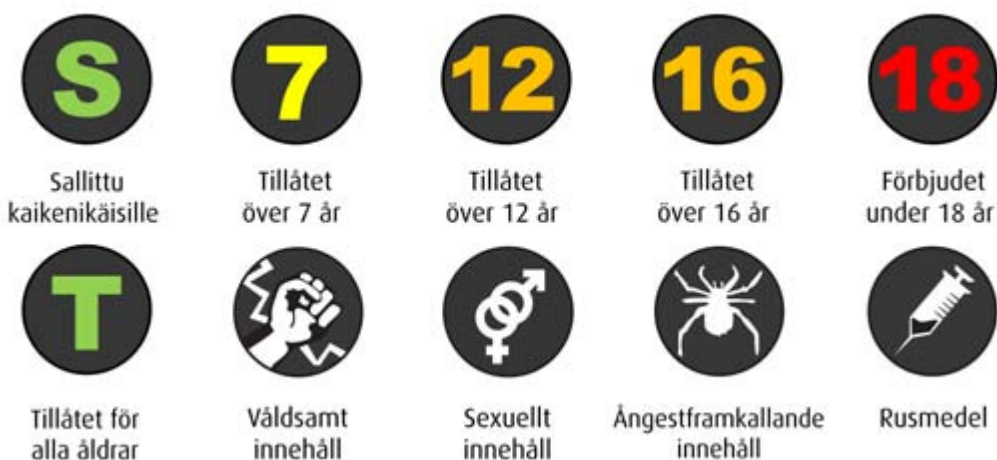 S
7
12
16
18
Sallittu
kaikenikäisille
Tillåtet
över 7 år
Tillåtet
över 12 år
Tillåtet
över 16 år
Förbjudet
under 18 år
T
Tillåtet för
alla åldrar
Våldsamt
innehåll
Sexuellt
innehåll
Ångestframkallande
innehåll
Rusmedel